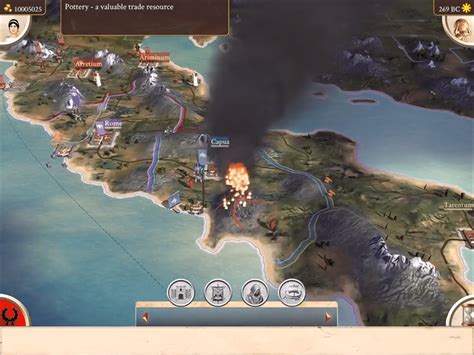 10005025
Pottery - a valuable trade resource
269 BC
Arretium
Ariminum
Rome
Capua
Tarentum